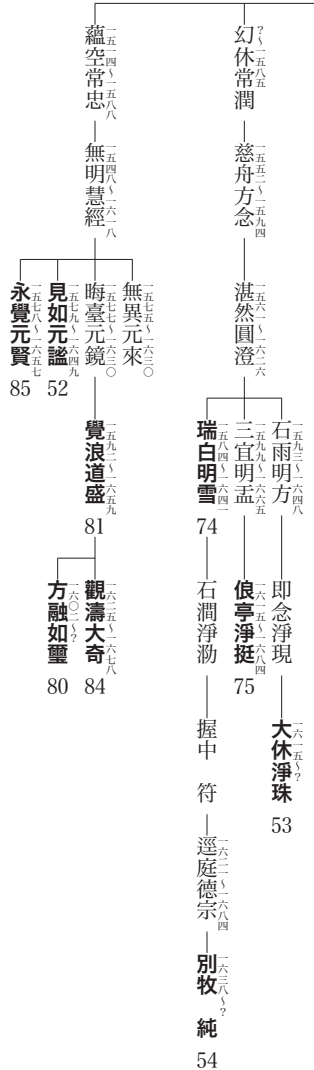 ?〜一五八五
幻休常潤
一五五二〜一五九四
慈舟方念
一五六一〜一六二六
湛然圓澄
一五九三〜一六四八
石雨明方
即念淨現
一六一五〜?
大休淨珠
53
一五九九〜一六六五
三宜明盂
一六一五〜一六八四
俍亭淨挺
75
一五八四〜一六四一
瑞白明雪
74
石澗淨泐
握中 符
一六二二〜一六八四
逕庭德宗
一六三八〜?
別牧 純
54
一五一四〜一五八八
蘊空常忠
一五四八〜一六一八
無明慧經
一五七五〜一六三〇
無異元來
一五七七〜一六三〇
晦臺元鏡
一五九二〜一六五九
覺浪道盛
81
一六二五〜一六七八
觀濤大奇
84
一六〇二〜?
方融如璽
80
一五七九〜一六四九
見如元謐
52
一五七八〜一六五七
永覺元賢
85